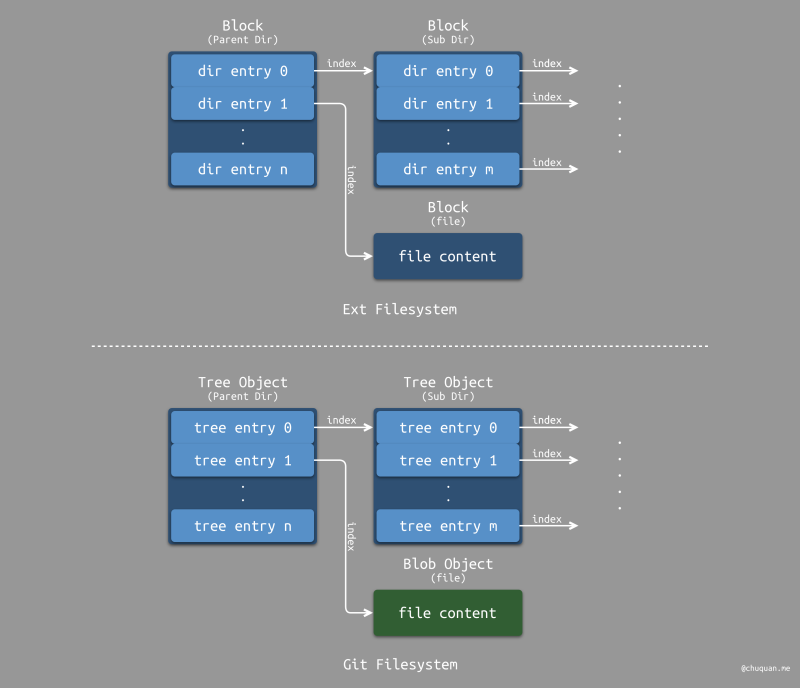 Block
(Parent Dir)
dir entry 0
dir entry 1
.
.
dir entry n
index
index
Block
(Sub Dir)
dir entry 0
dir entry 1
.
.
dir entry m
index
index
index
.
.
.
.
.
Block
(file)
file content
Ext Filesystem
Tree Object
(Parent Dir)
tree entry 0
tree entry 1
.
.
tree entry n
index
index
Tree Object
(Sub Dir)
tree entry 0
tree entry 1
.
.
tree entry m
index
index
index
.
.
.
.
.
Blob Object
(file)
file content
Git Filesystem
@chuquan.me